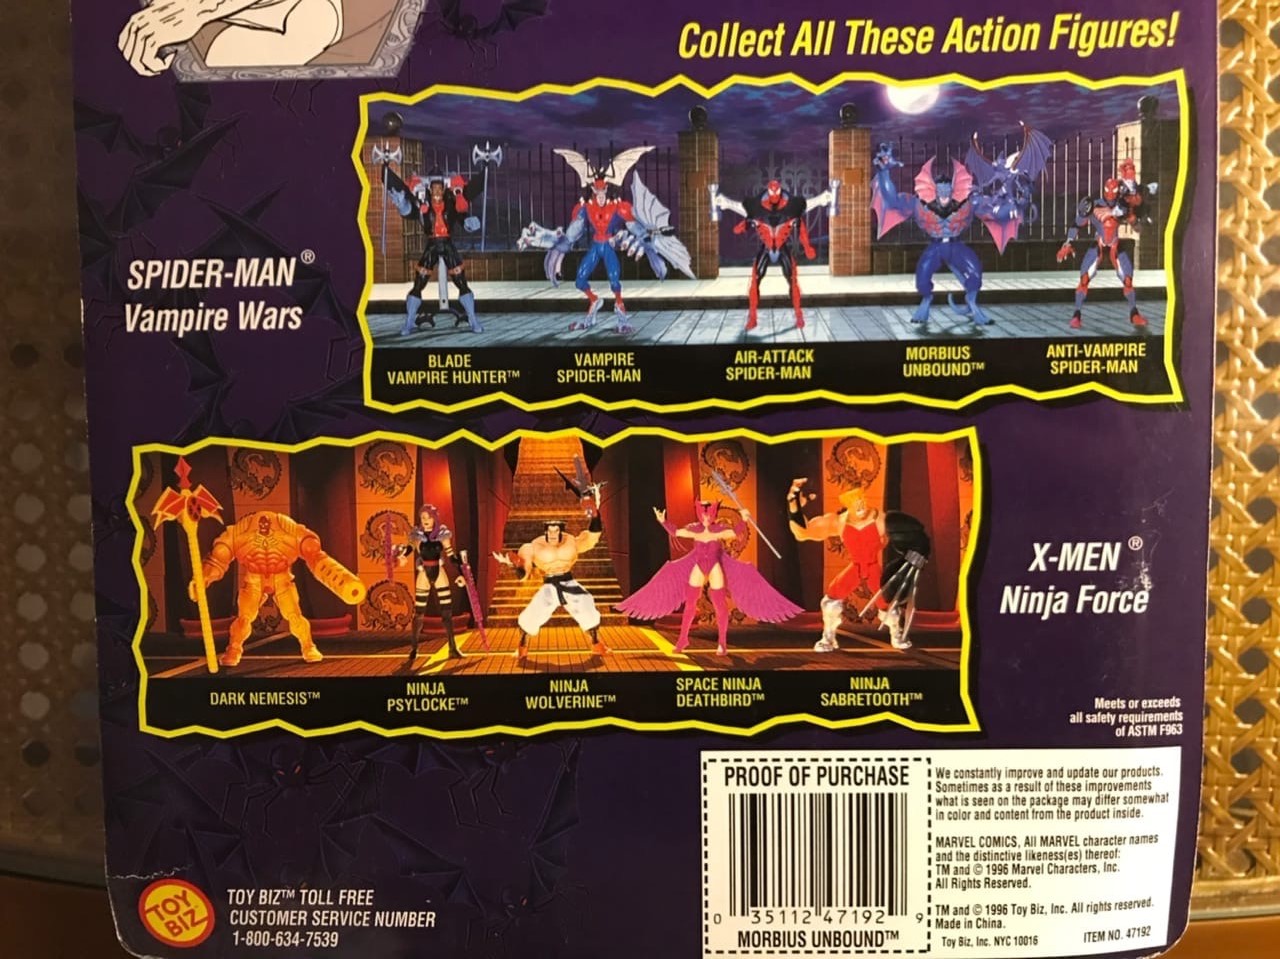 Collect All These Action Figures!
SPIDER-MAN®
Vampire Wars
BLADE
VAMPIRE HUNTER™
VAMPIRE
SPIDER-MAN
AIR-ATTACK
SPIDER-MAN
MORBIUS
UNBOUND™
ANTI-VAMPIRE
SPIDER-MAN
X-MEN®
Ninja Force
DARK NEMESIS™
NINJA
PSYLOCKE™
NINJA
WOLVERINE™
SPACE NINJA
DEATHBIRD™
NINJA
SABRETOOTH™
Meets or exceeds
all safety requirements
of ASTM F963
TOY
BIZ
TOY BIZ™ TOLL FREE
CUSTOMER SERVICE NUMBER
1-800-634-7539
PROOF OF PURCHASE
0 35112 47192 9
MORBIUS UNBOUND™
We constantly improve and update our products.
Sometimes as a result of these improvements
what is seen on the package may differ somewhat
in color and content from the product inside.
MARVEL COMICS, All MARVEL character names
and the distinctive likeness(es) thereof:
TM and © 1996 Marvel Characters, Inc.
All Rights Reserved.
TM and © 1996 Toy Biz, Inc. All rights reserved.
Made in China.
Toy Biz, Inc. NYC 10016
ITEM NO. 47192